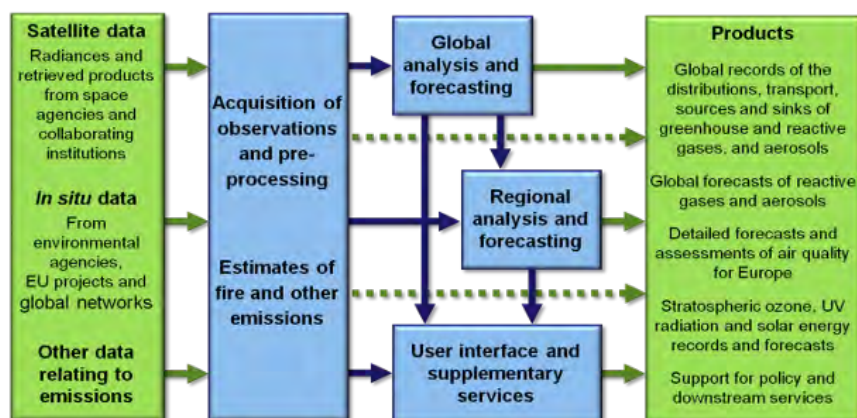 Satellite data
Radiances and
retrieved products
from space
agencies and
collaborating
institutions
In situ data
From
environmental
agencies,
EU projects and
global networks
Other data
relating to
emissions
Acquisition of
observations
and pre-
processing
Estimates of
fire and other
emissions
Global
analysis and
forecasting
Regional
analysis and
forecasting
User interface and
supplementary
services
Products
Global records of the
distributions, transport,
sources and sinks of
greenhouse and reactive
gases, and aerosols
Global forecasts of reactive
gases and aerosols
Detailed forecasts and
assessments of air quality
for Europe
Stratospheric ozone, UV
radiation and solar energy
records and forecasts
Support for policy and
downstream services